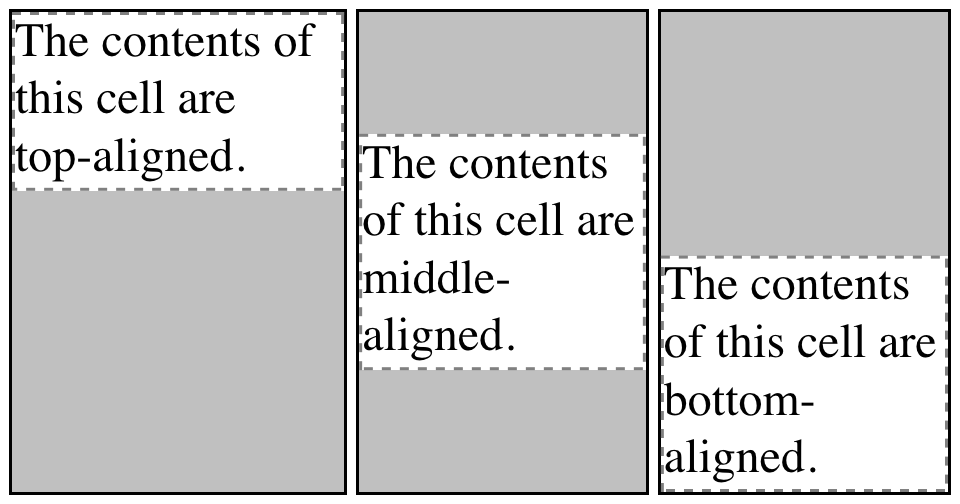 The contents of
this cell are
top-aligned.
The contents
of this cell are
middle-
aligned.
The contents
of this cell are
bottom-
aligned.